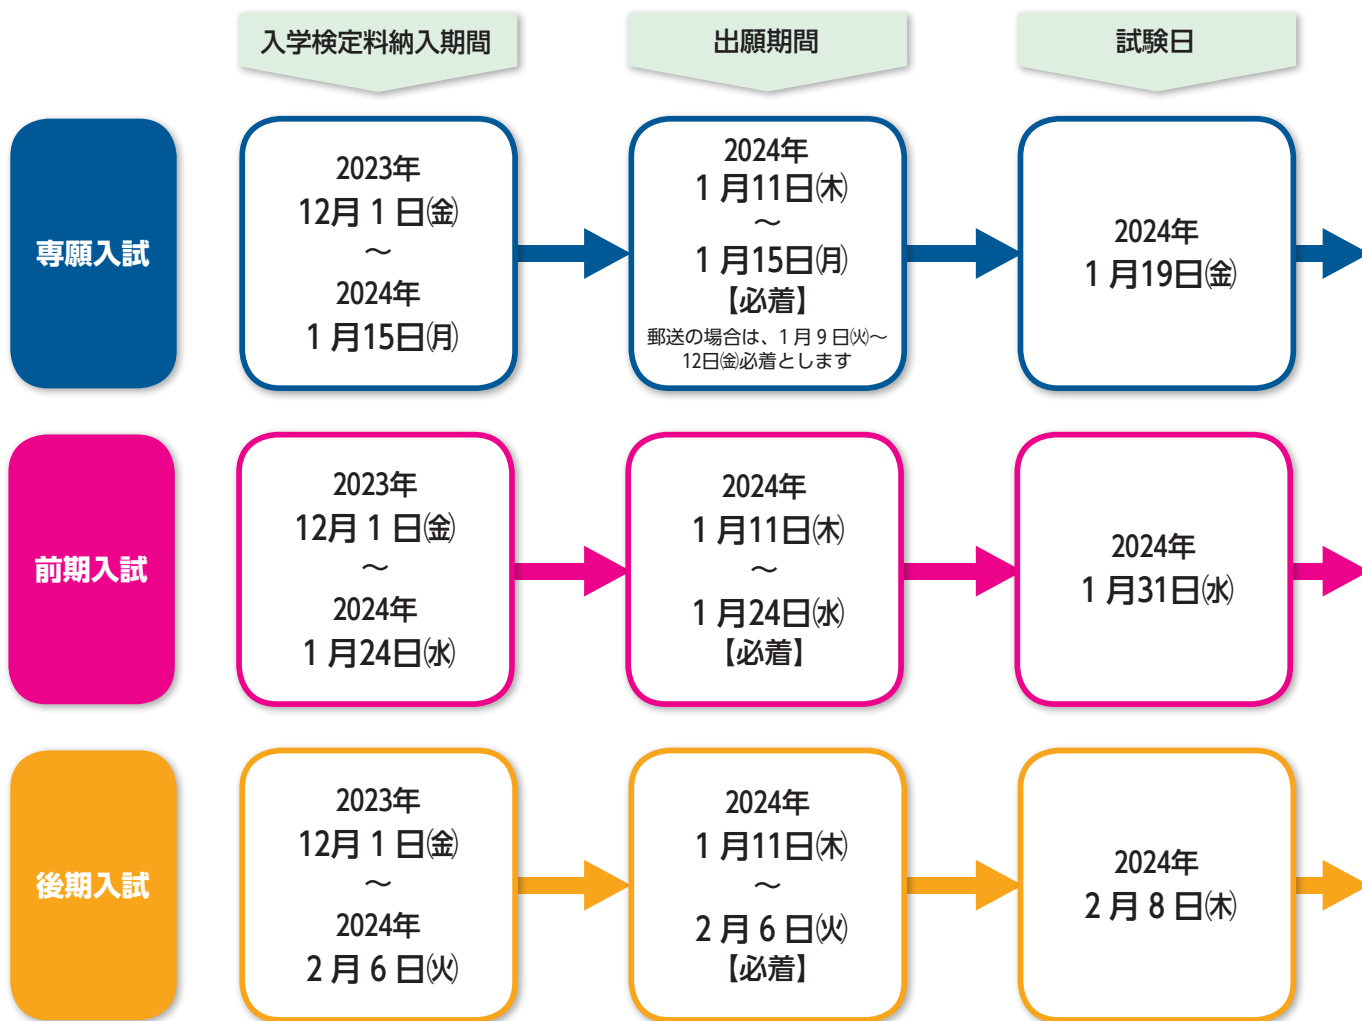 入学検定料納入期間
出願期間
試験日
専願入試
2023年
12月1日㈮
～
2024年
1月15日㈪
2024年
1月11日㈭
～
1月15日㈪
【必着】
郵送の場合は、1月9日㈫～
12日㈮必着とします
2024年
1月19日㈮
前期入試
2023年
12月1日㈮
～
2024年
1月24日㈬
2024年
1月11日㈭
～
1月24日㈬
【必着】
2024年
1月31日㈬
後期入試
2023年
12月1日㈮
～
2024年
2月6日㈫
2024年
1月11日㈭
～
2月6日㈫
【必着】
2024年
2月8日㈭